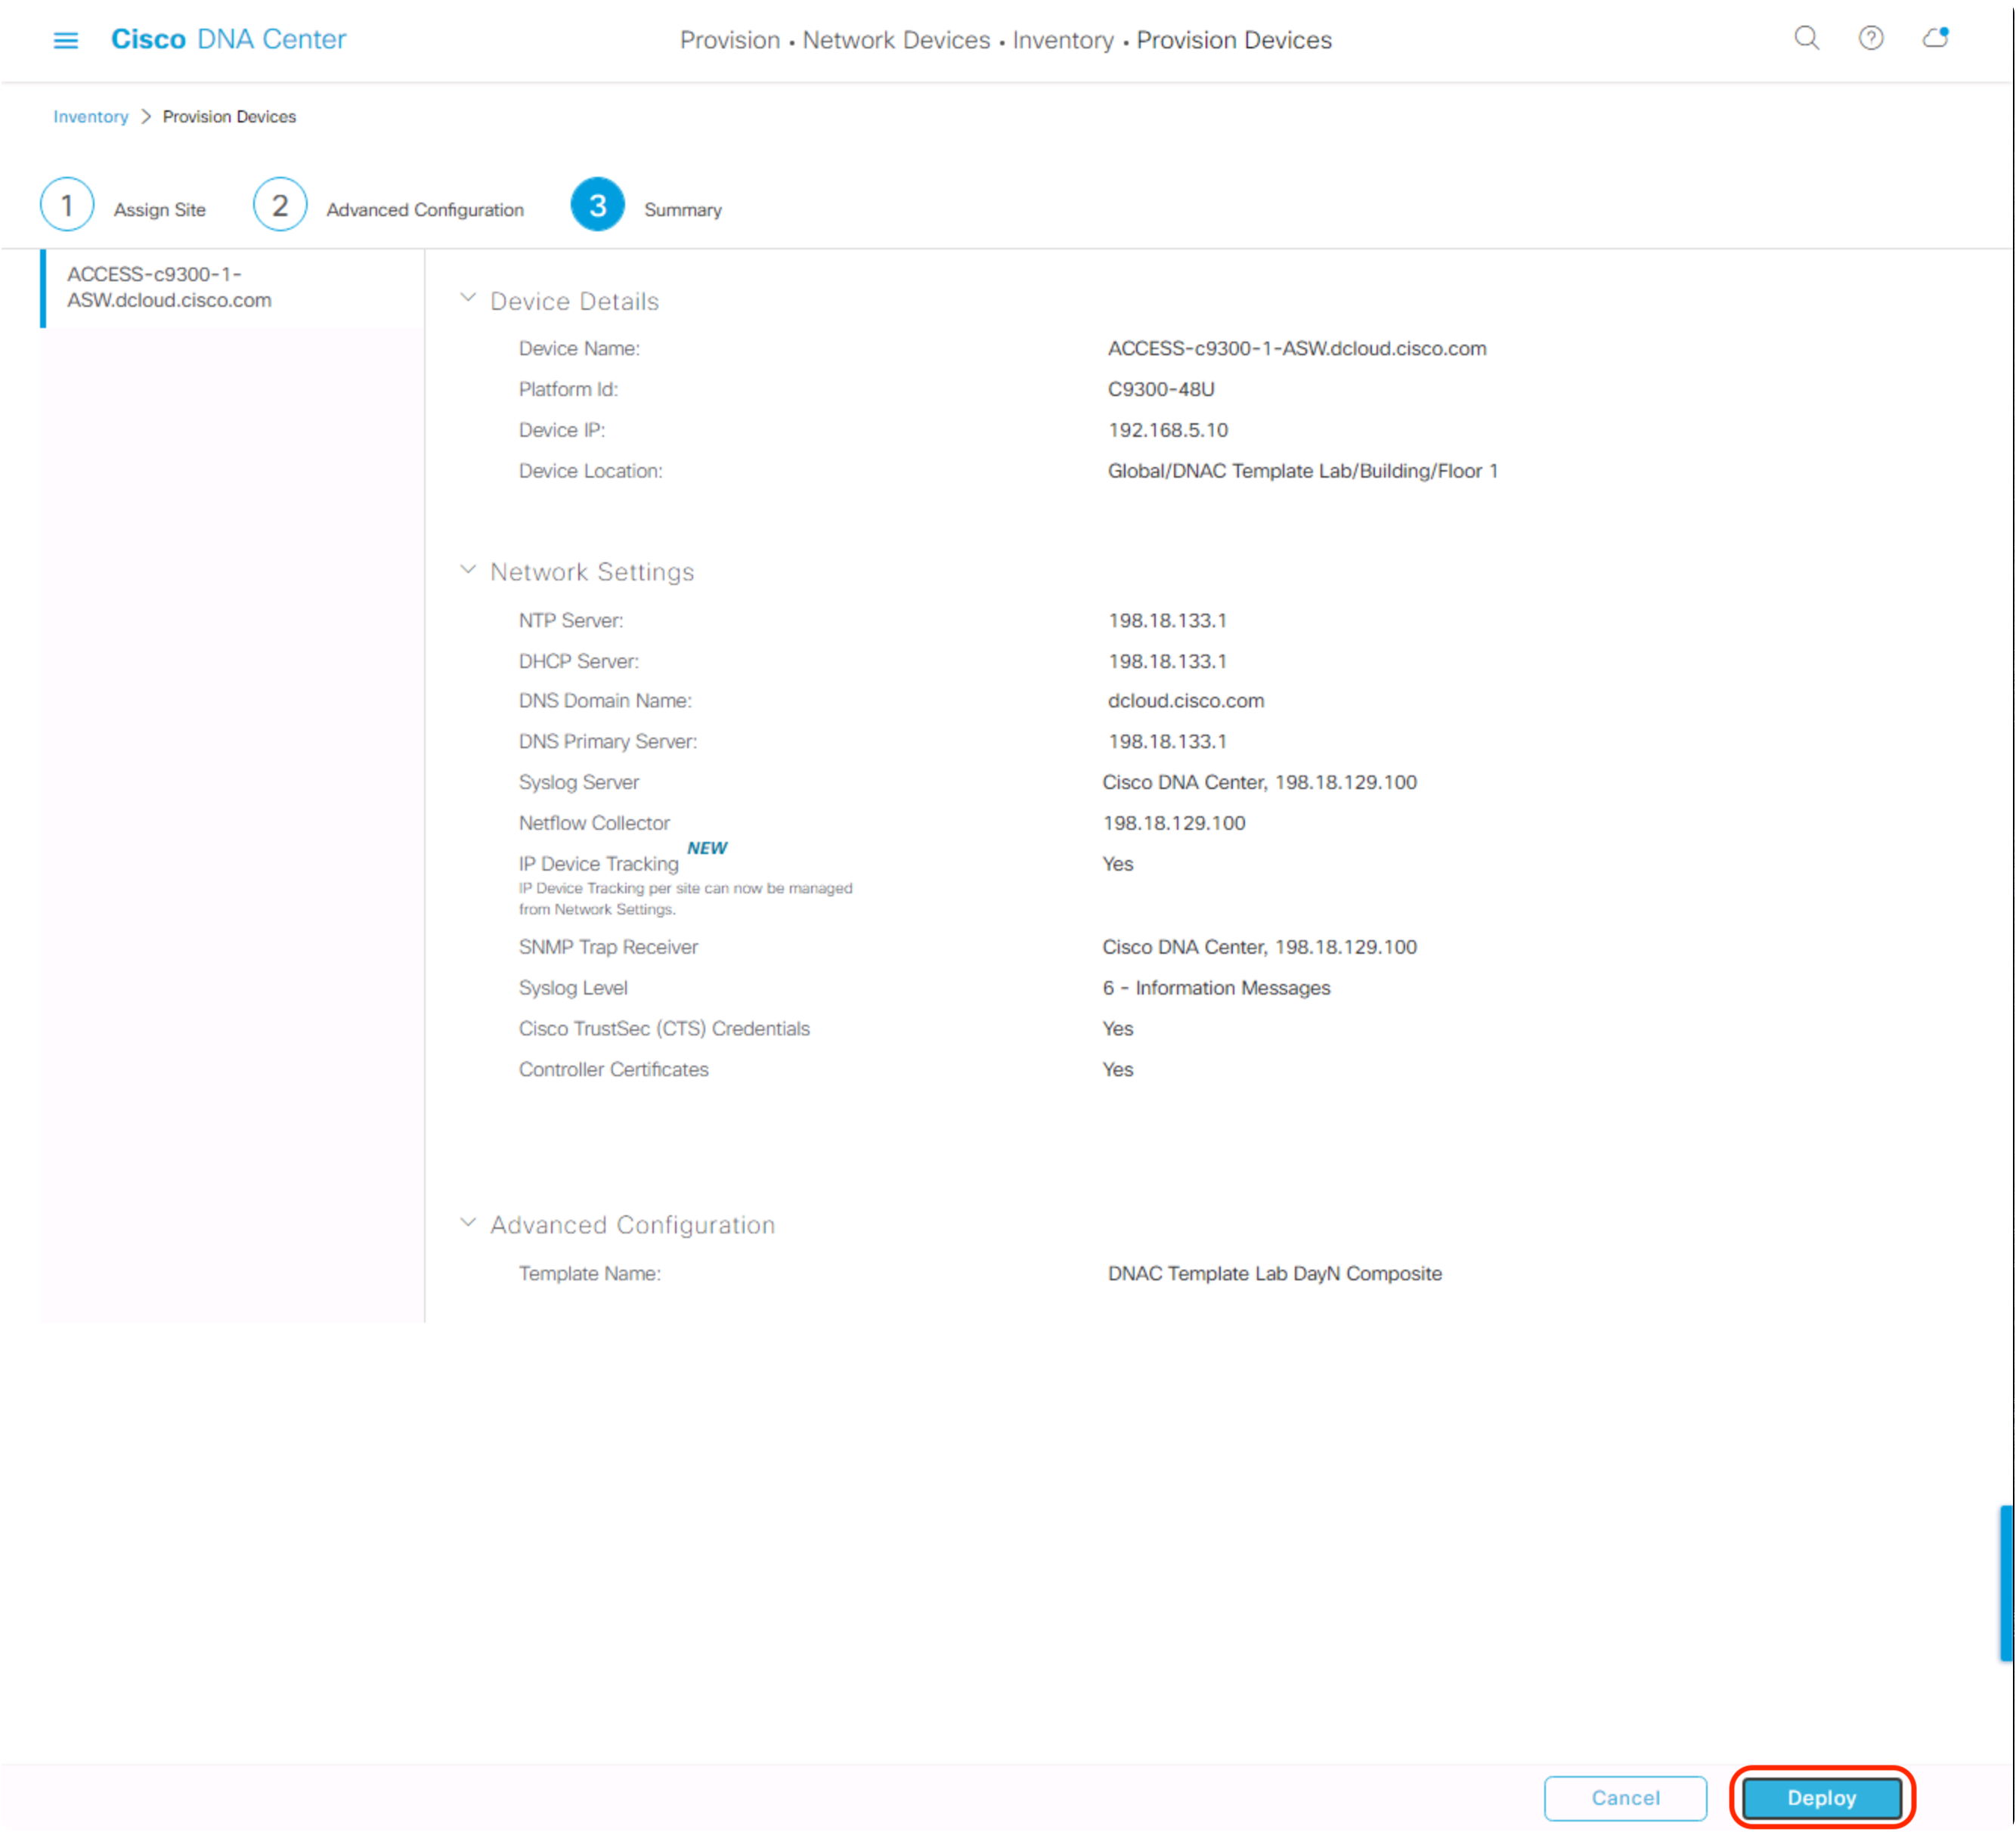 Cisco DNA Center
Provision • Network Devices • Inventory • Provision Devices
Inventory > Provision Devices
1 Assign Site
2 Advanced Configuration
3 Summary
ACCESS-c9300-1-
ASW.dcloud.cisco.com
Device Details
Device Name: ACCESS-c9300-1-ASW.dcloud.cisco.com
Platform Id: C9300-48U
Device IP: 192.168.5.10
Device Location: Global/DNAC Template Lab/Building/Floor 1
Network Settings
NTP Server: 198.18.133.1
DHCP Server: 198.18.133.1
DNS Domain Name: dcloud.cisco.com
DNS Primary Server: 198.18.133.1
Syslog Server Cisco DNA Center, 198.18.129.100
Netflow Collector 198.18.129.100
IP Device Tracking NEW Yes
IP Device Tracking per site can now be managed
from Network Settings.
SNMP Trap Receiver Cisco DNA Center, 198.18.129.100
Syslog Level 6 - Information Messages
Cisco TrustSec (CTS) Credentials Yes
Controller Certificates Yes
Advanced Configuration
Template Name: DNAC Template Lab DayN Composite
Cancel
Deploy